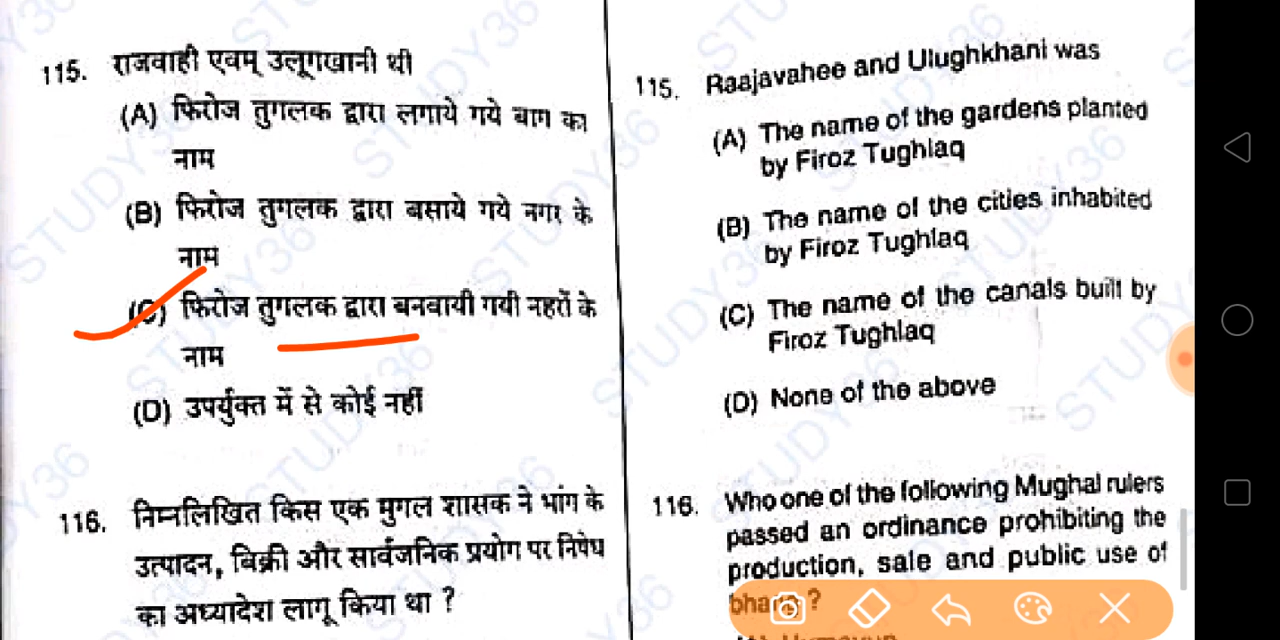 115. राजवाही एवम् उलूगखानी थी
(A) फिरोज तुगलक द्वारा लगाये गये बाग का
नाम
(B) फिरोज तुगलक द्वारा बसाये गये नगर के
नाम
(C) फिरोज तुगलक द्वारा बनवायी गयी नहरों के
नाम
(D) उपर्युक्त में से कोई नहीं
116. निम्नलिखित किस एक मुगल शासक ने भांग के
उत्पादन, बिक्री और सार्वजनिक प्रयोग पर निषेध
का अध्यादेश लागू किया था ?
115. Raajavahee and Ulughkhani was
(A) The name of the gardens planted
by Firoz Tughlaq
(B) The name of the cities inhabited
by Firoz Tughlaq
(C) The name of the canals built by
Firoz Tughlaq
(D) None of the above
116. Who one of the following Mughal rulers
passed an ordinance prohibiting the
production, sale and public use of
bhang ?
STUDY36